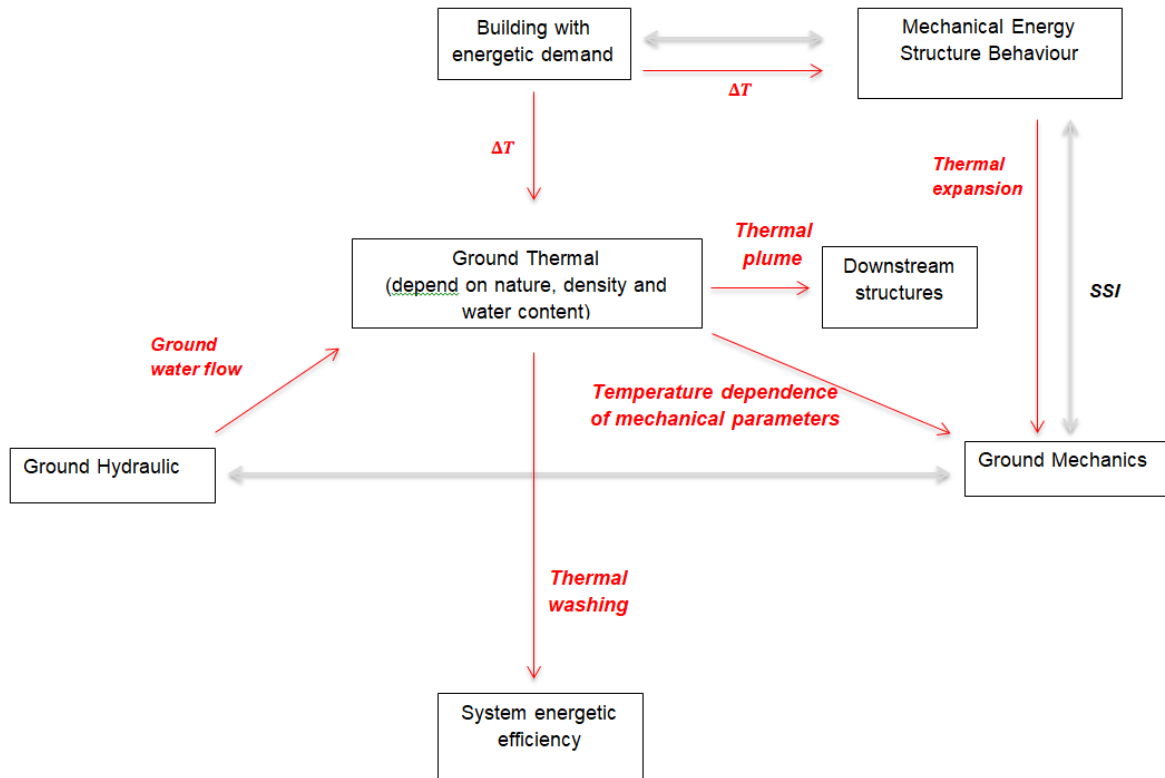 Building with
energetic demand
Mechanical Energy
Structure Behaviour
ΔT
ΔT
Thermal
expansion
Ground Thermal
(depend on nature, density and
water content)
Thermal
plume
Downstream
structures
SSI
Ground
water flow
Temperature dependence
of mechanical parameters
Ground Hydraulic
Ground Mechanics
Thermal
washing
System energetic
efficiency